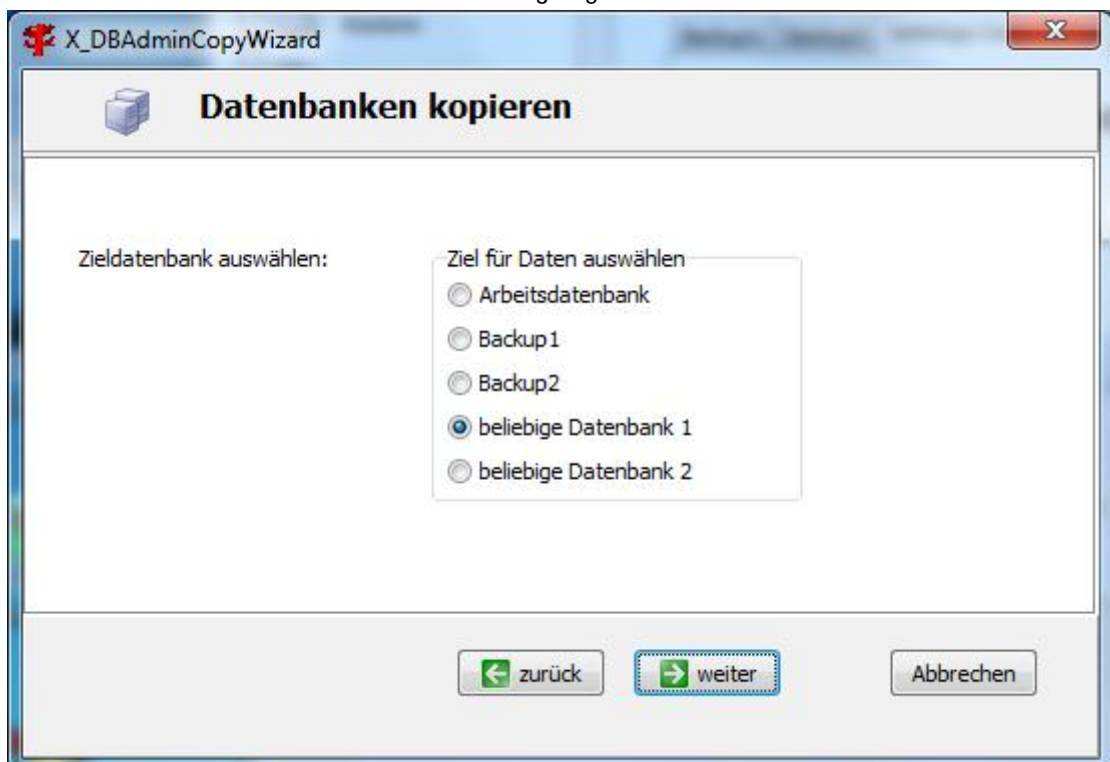 X_DBAdminCopyWizard
Datenbanken kopieren
Zieldatenbank auswählen:
Ziel für Daten auswählen
Arbeitsdatenbank
Backup1
Backup2
beliebige Datenbank 1
beliebige Datenbank 2
zurück
weiter
Abbrechen